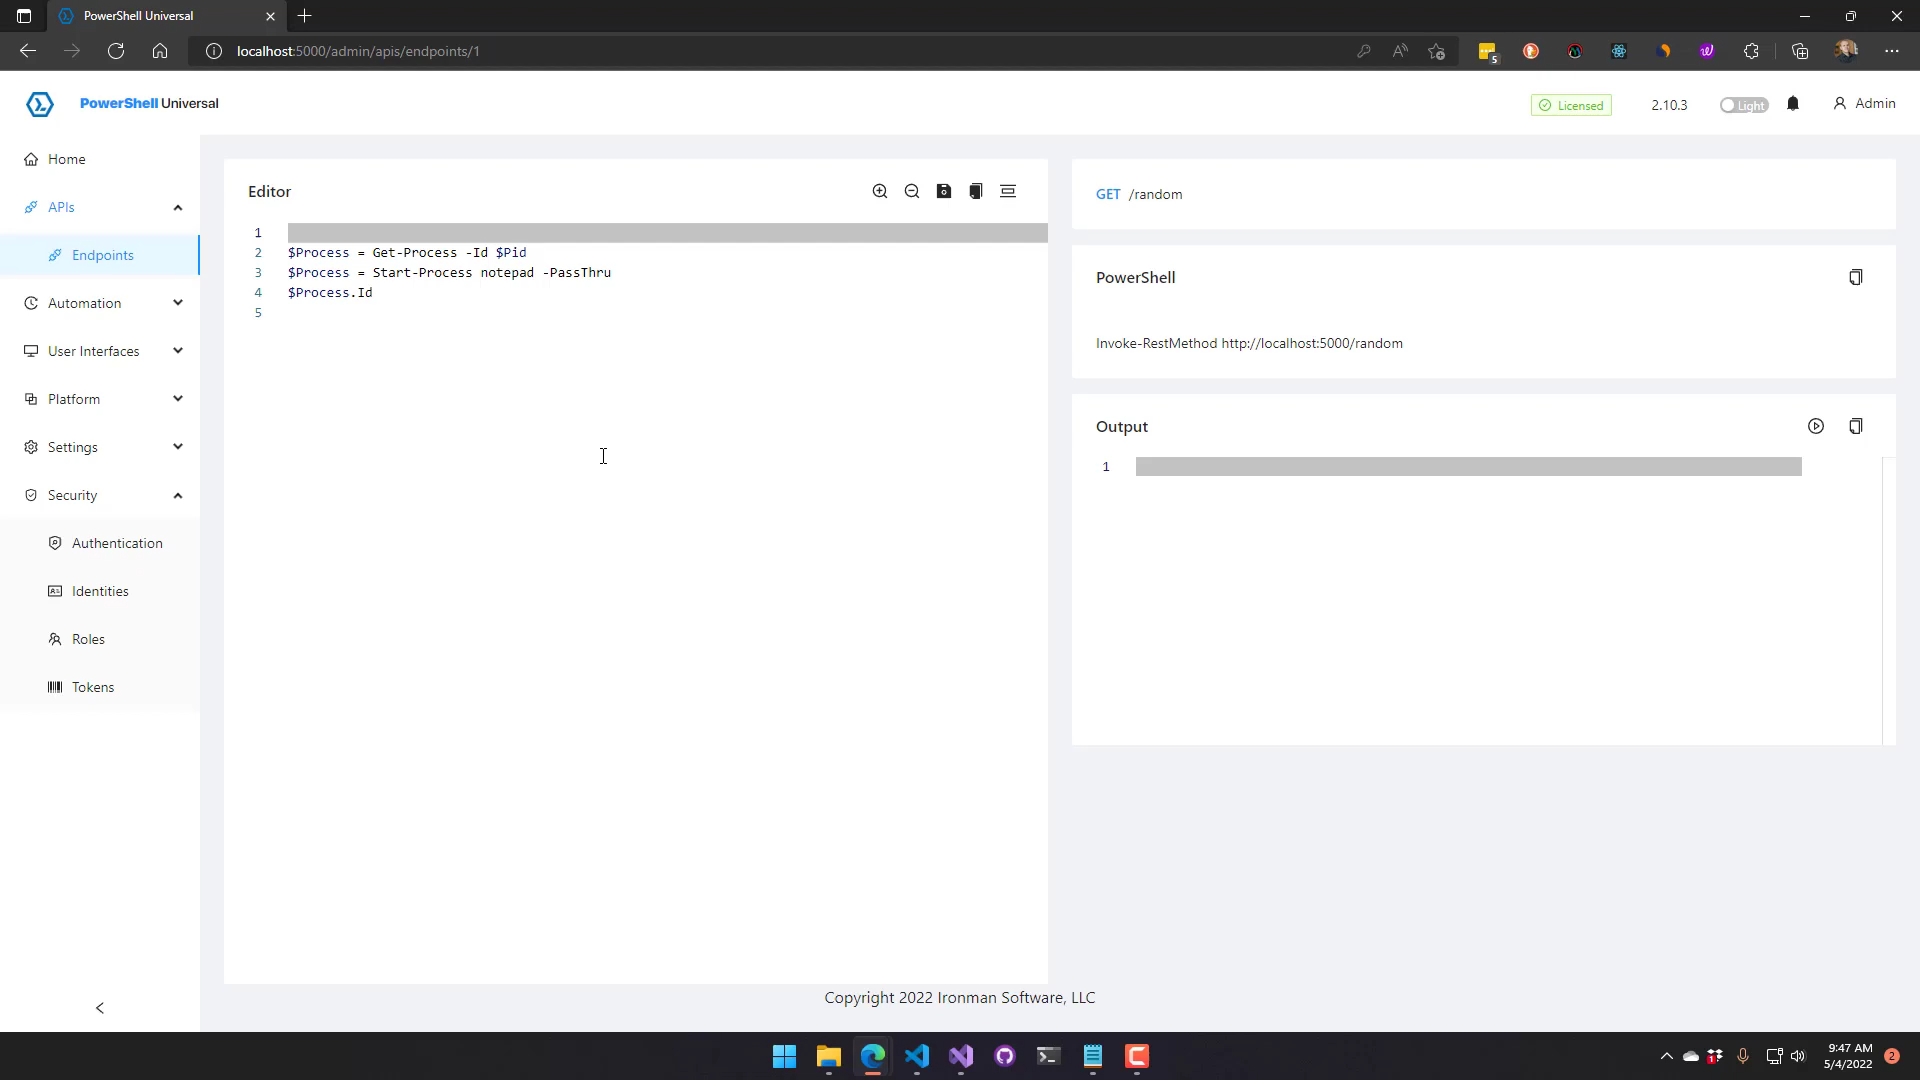 PowerShell Universal
localhost:5000/admin/apis/endpoints/1
5
PowerShell Universal
Licensed
2.10.3
Light
Admin
Home
APIs
Endpoints
Automation
User Interfaces
Platform
Settings
Security
Authentication
Identities
Roles
Tokens
Editor
1
2 $Process = Get-Process -Id $Pid
3 $Process = Start-Process notepad -PassThru
4 $Process.Id
5
GET /random
PowerShell
Invoke-RestMethod http://localhost:5000/random
Output
1
Copyright 2022 Ironman Software, LLC
1
9:47 AM
5/4/2022
2